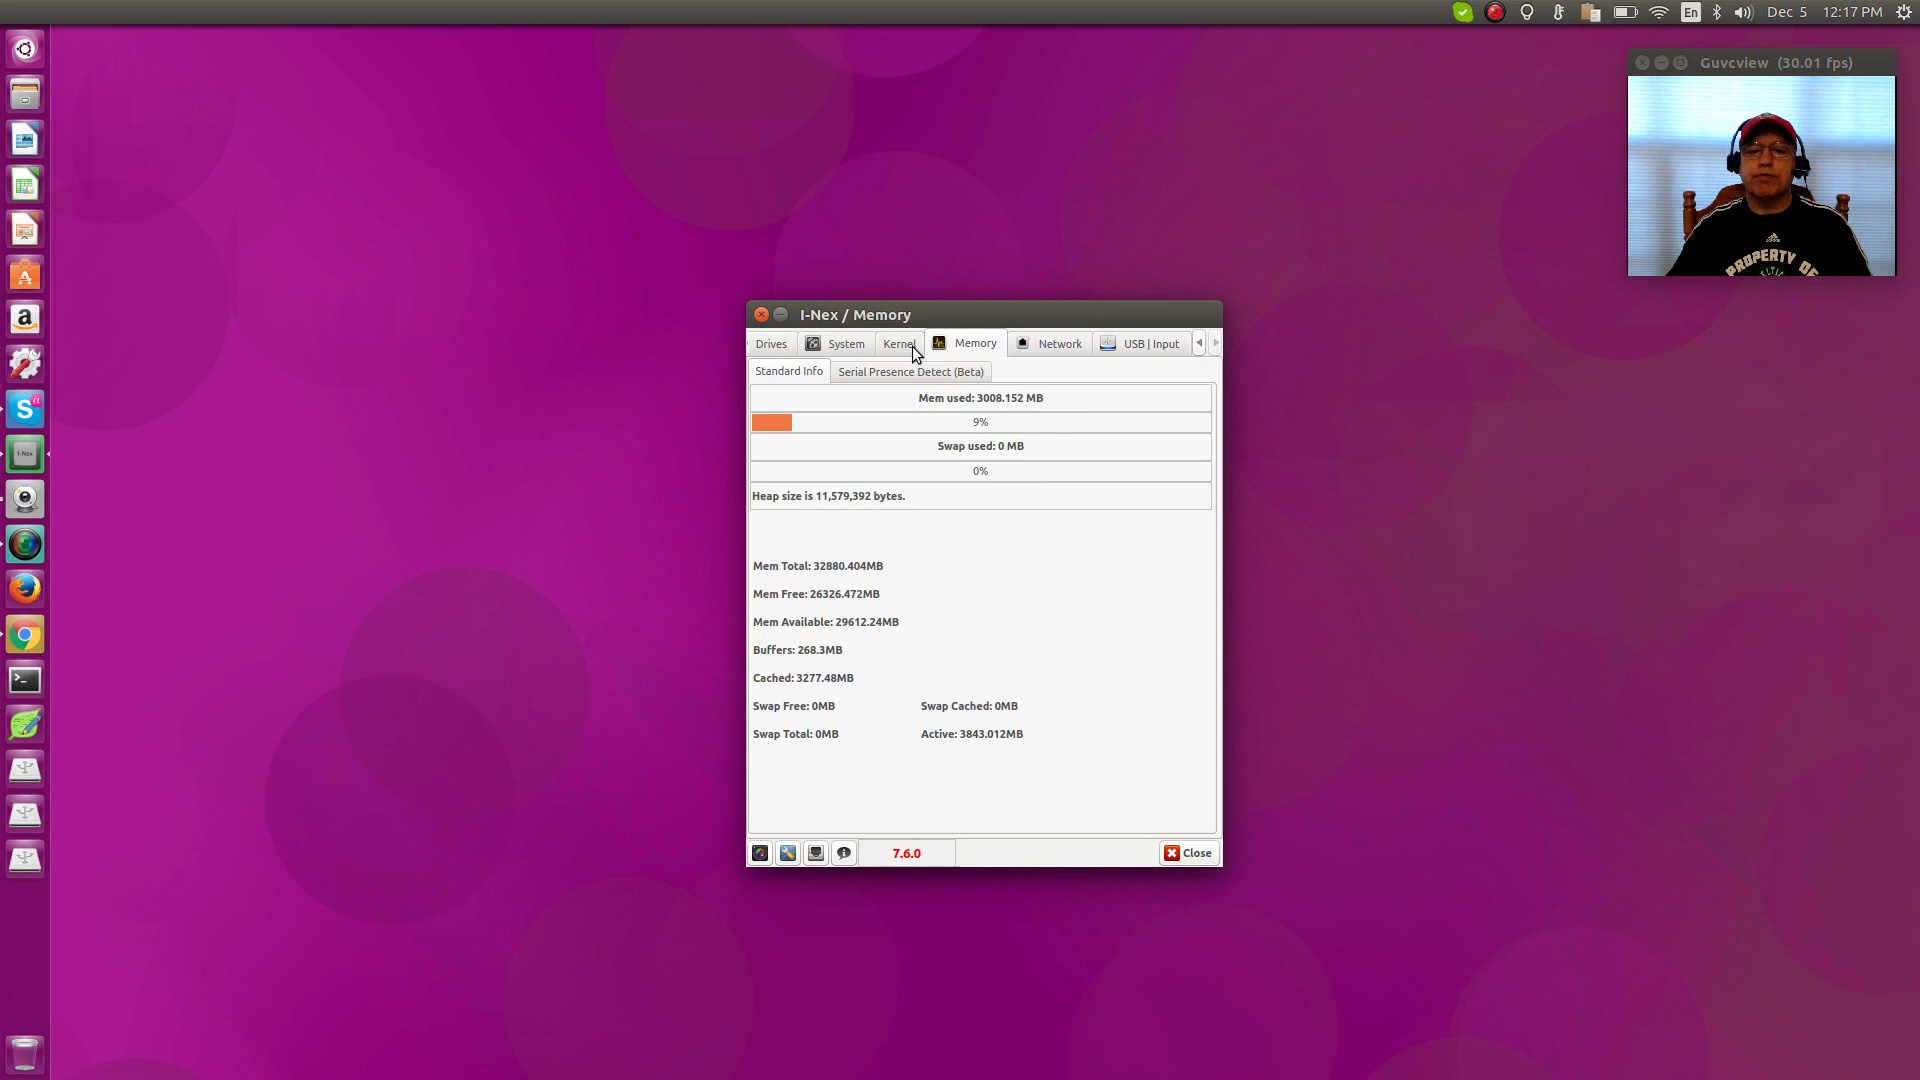 En
Dec 5
12:17 PM
Guvcview (30.01 fps)
PROPERTY OF
I-Nex / Memory
Drives
System
Kernel
Memory
Network
USB | Input
Standard Info
Serial Presence Detect (Beta)
Mem used: 3008.152 MB
9%
Swap used: 0 MB
0%
Heap size is 11,579,392 bytes.
Mem Total: 32880.404MB
Mem Free: 26326.472MB
Mem Available: 29612.24MB
Buffers: 268.3MB
Cached: 3277.48MB
Swap Free: 0MB
Swap Cached: 0MB
Swap Total: 0MB
Active: 3843.012MB
7.6.0
Close
I-Nex